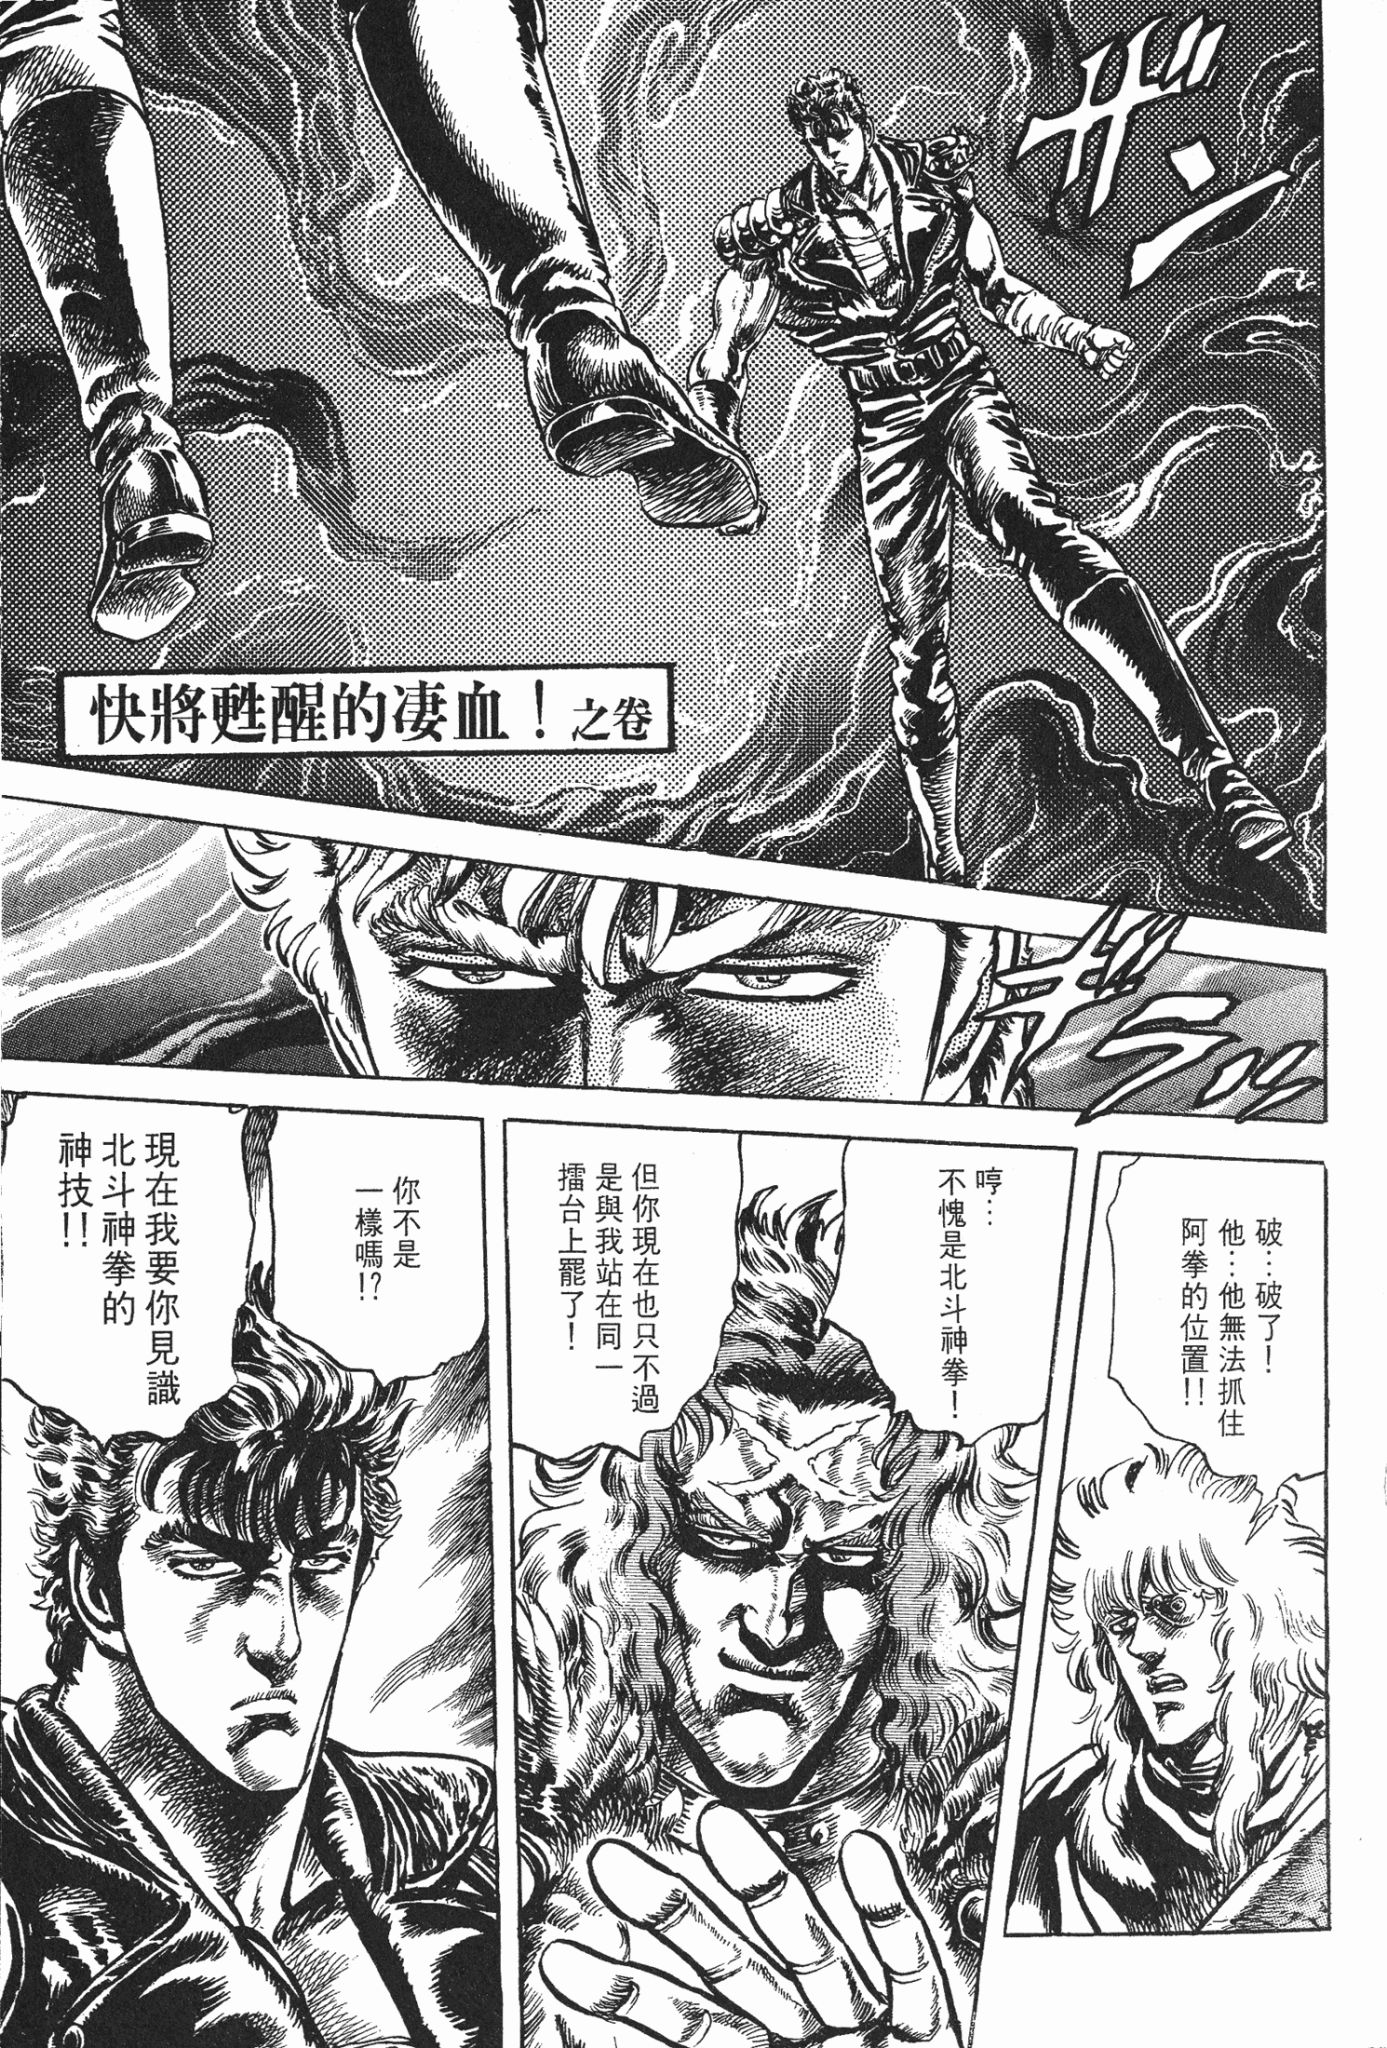 ザン
快將甦醒的凄血！之卷
ギラッ
破…破了！
他…他無法抓住
阿拳的位置！！
哼…
不愧是北斗神拳！
但你現在也只不過
是與我站在同一
擂台上罷了！
你不是
一樣嗎!?
現在我要你見識
北斗神拳的
神技！！